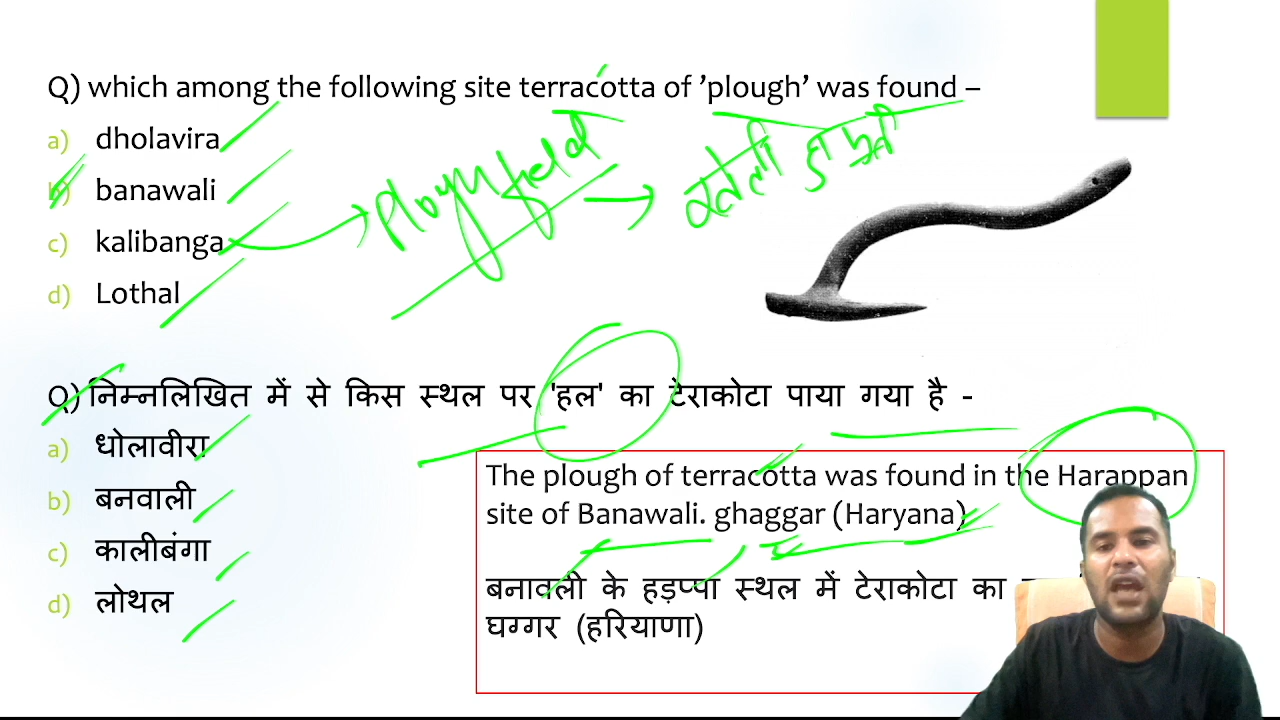 Q) which among the following site terracotta of ’plough’ was found –
a) dholavira
b) banawali
c) kalibanga
d) Lothal
Plough field
Q) निम्नलिखित में से किस स्थल पर 'हल' का टेराकोटा पाया गया है -
a) धोलावीरा
b) बनवाली
c) कालीबंगा
d) लोथल
The plough of terracotta was found in the Harappan
site of Banawali. ghaggar (Haryana)
बनावली के हड़प्पा स्थल में टेराकोटा का
घग्गर (हरियाणा)